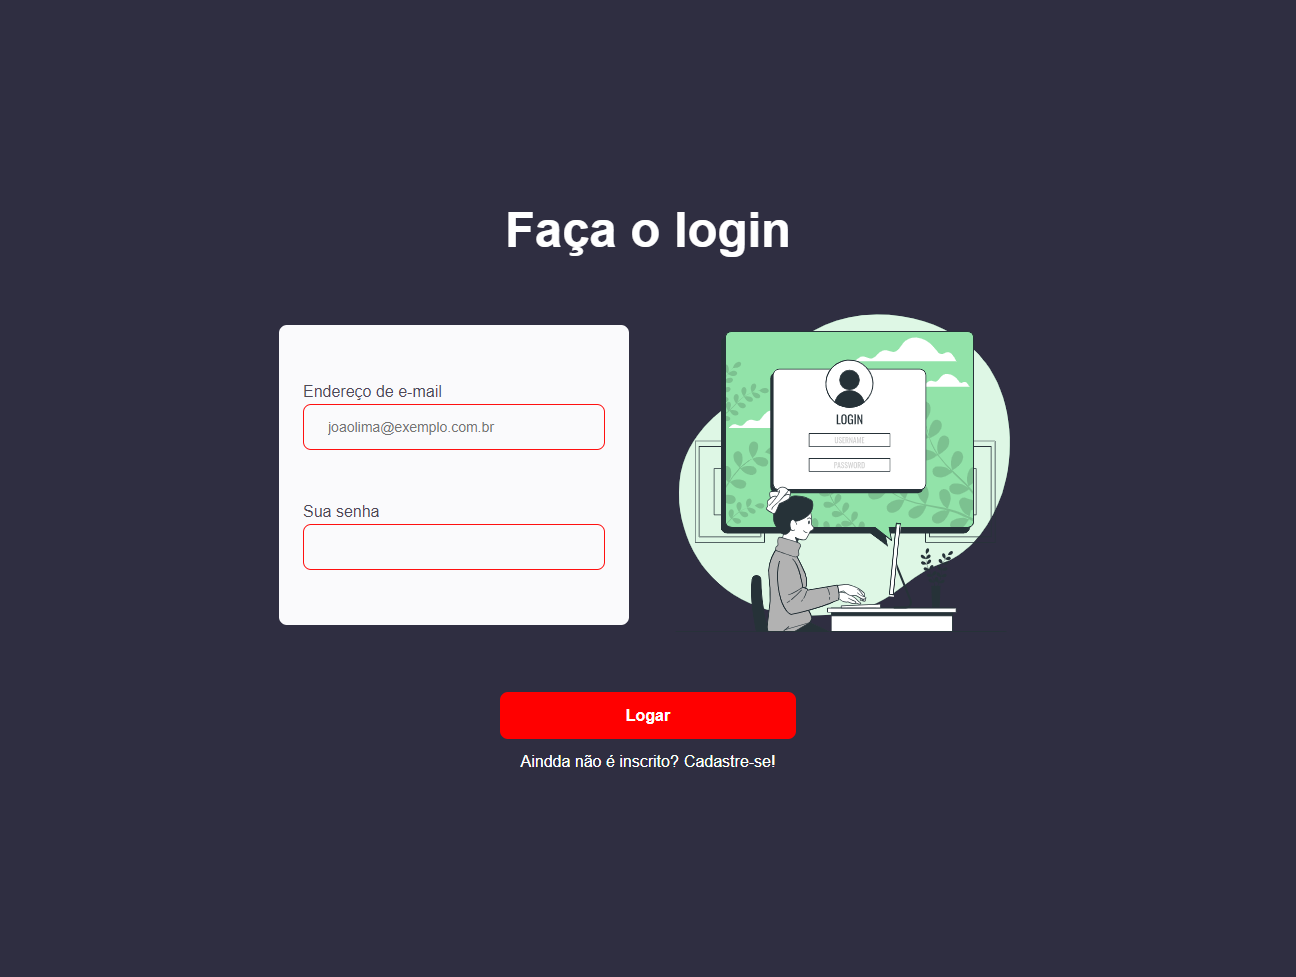 Faça o login
Endereço de e-mail
joaolima@exemplo.com.br
LOGIN
USERNAME
PASSWORD
Sua senha
Logar
Aindda não é inscrito? Cadastre-se!